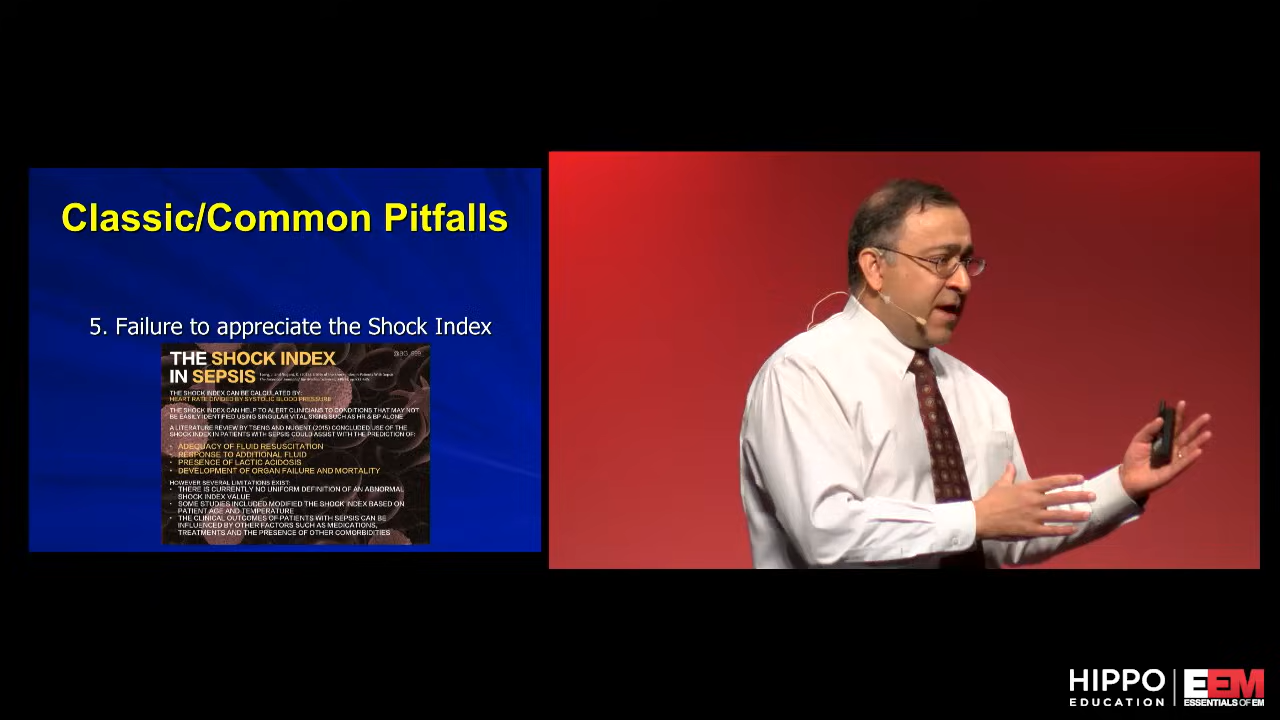 Classic/Common Pitfalls
5. Failure to appreciate the Shock Index
THE SHOCK INDEX
IN SEPSIS
THE SHOCK INDEX CAN BE CALCULATED BY:
HEART RATE DIVIDED BY SYSTOLIC BLOOD PRESSURE
THE SHOCK INDEX CAN HELP TO ALERT CLINICIANS TO CONDITIONS THAT MAY NOT
BE EASILY IDENTIFIED USING SINGULAR VITAL SIGNS SUCH AS HR & BP ALONE
A LITERATURE REVIEW BY TSENG AND NUGENT (2015) CONCLUDED USE OF THE
SHOCK INDEX IN PATIENTS WITH SEPSIS COULD ASSIST WITH THE PREDICTION OF:
• ADEQUACY OF FLUID RESUSCITATION
• RESPONSE TO ADDITIONAL FLUID
• PRESENCE OF LACTIC ACIDOSIS
• DEVELOPMENT OF ORGAN FAILURE AND MORTALITY
HOWEVER SEVERAL LIMITATIONS EXIST:
• THERE IS CURRENTLY NO UNIFORM DEFINITION OF AN ABNORMAL
SHOCK INDEX VALUE
• SOME STUDIES INCLUDED MODIFIED THE SHOCK INDEX BASED ON
PATIENT AGE AND TEMPERATURE
• THE CLINICAL OUTCOMES OF PATIENTS WITH SEPSIS CAN BE
INFLUENCED BY OTHER FACTORS SUCH AS MEDICATIONS,
TREATMENTS AND THE PRESENCE OF OTHER COMORBIDITIES
HIPPO
EDUCATION
EEM
ESSENTIALS OF EM